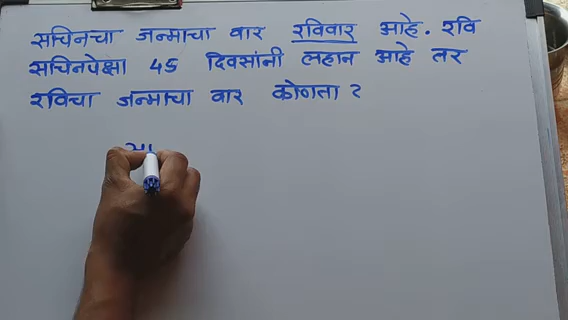 सचिनचा जन्माचा वार रविवार आहे. रवि
सचिनपेक्षा 45 दिवसांनी लहान आहे तर
रविचा जन्माचा वार कोणता ?